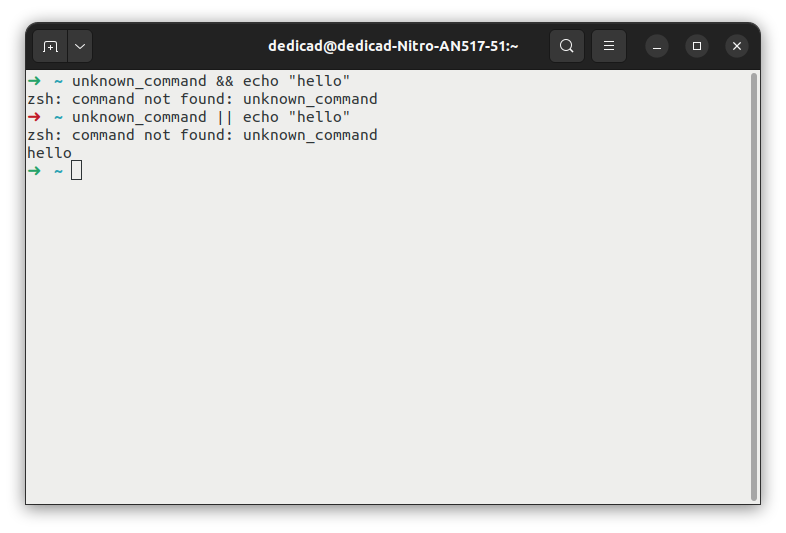 dedicad@dedicad-Nitro-AN517-51:~
➜ ~ unknown_command && echo "hello"
zsh: command not found: unknown_command
➜ ~ unknown_command || echo "hello"
zsh: command not found: unknown_command
hello
➜ ~